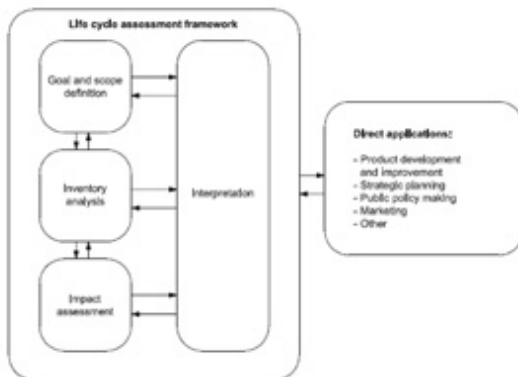 Life cycle assessment framework
Goal and scope
definition
Inventory
analysis
Impact
assessment
Interpretation
Direct applications:
- Product development
and improvement
- Strategic planning
- Public policy making
- Marketing
- Other